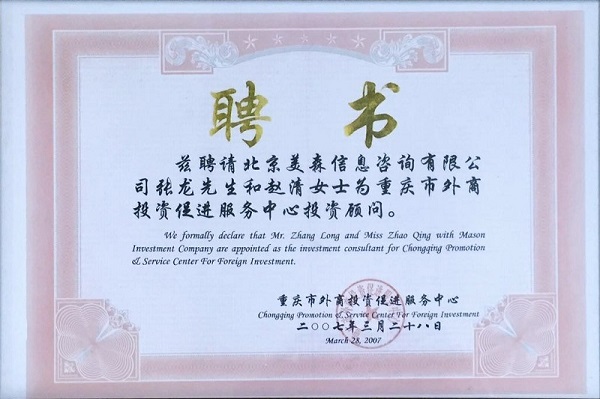 聘 书
兹聘请北京美森信息咨询有限公
司张龙先生和赵清女士为重庆市外商
投资促进服务中心投资顾问。
We formally declare that Mr. Zhang Long and Miss Zhao Qing with Mason
Investment Company are appointed as the investment consultant for Chongqing Promotion
& Service Center For Foreign Investment.
重庆市外商投资促进服务中心
Chongqing Promotion & Service Center For Foreign Investment
二〇〇七年三月二十八日
March 28, 2007